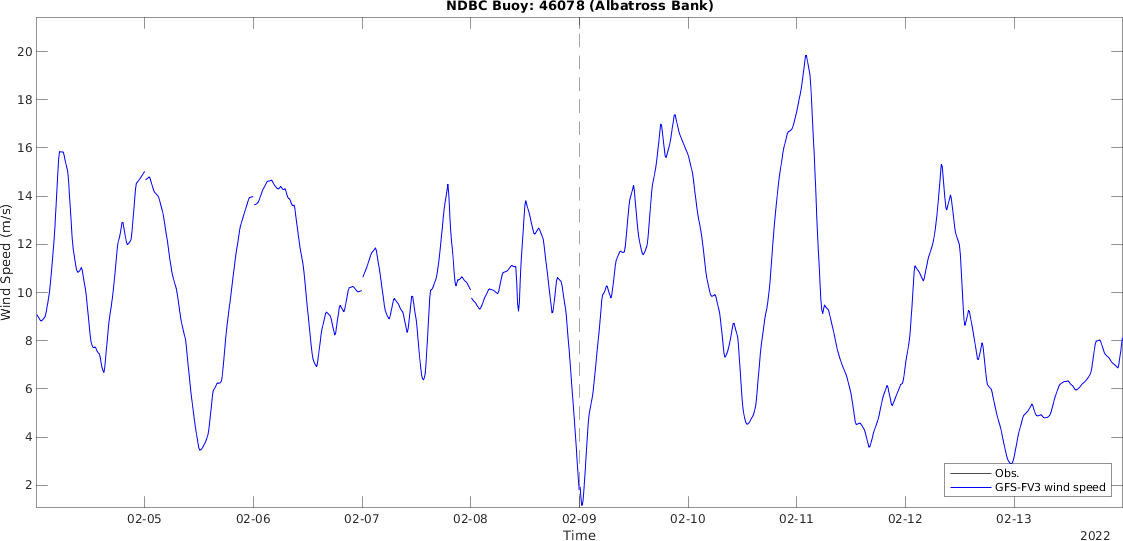 NDBC Buoy: 46078 (Albatross Bank)
20
18
16
14
12
10
8
6
4
2
Wind Speed (m/s)
Obs.
GFS-FV3 wind speed
02-05 02-06 02-07 02-08 02-09 02-10 02-11 02-12 02-13
Time
2022